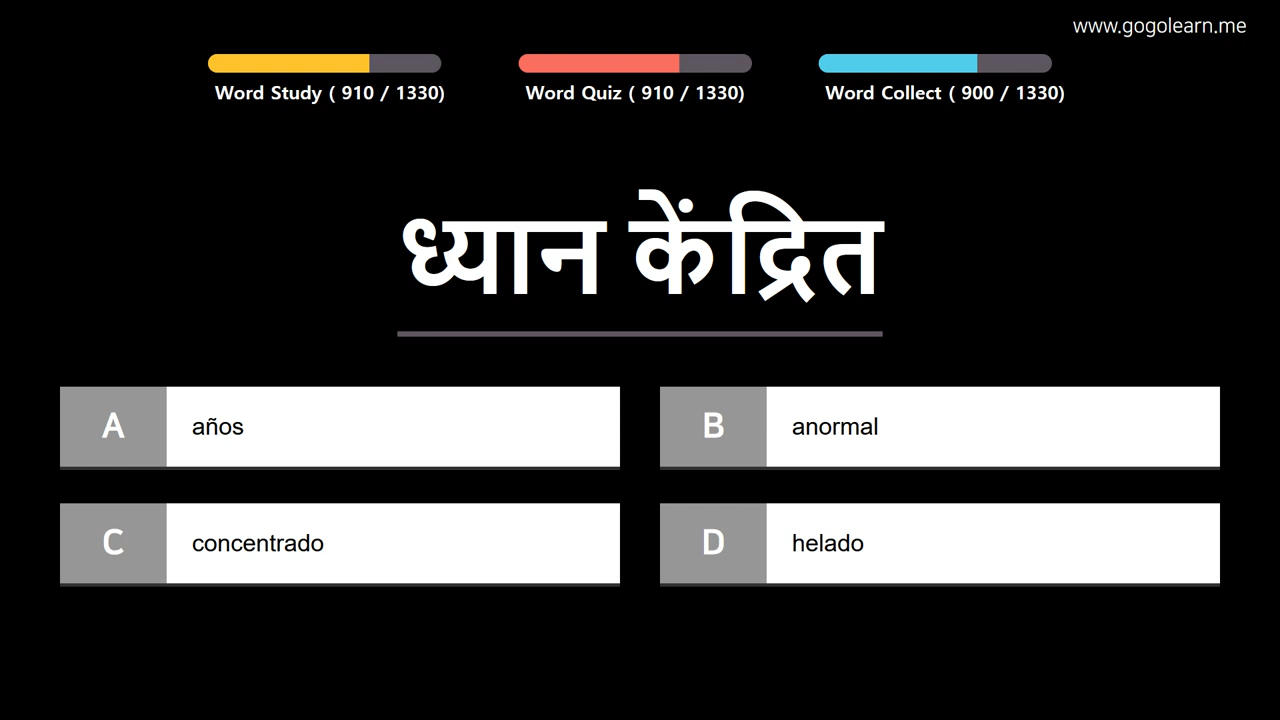 www.gogolearn.me
Word Study ( 910 / 1330)
Word Quiz ( 910 / 1330)
Word Collect ( 900 / 1330)
ध्यान केंद्रित
A años
B anormal
C concentrado
D helado